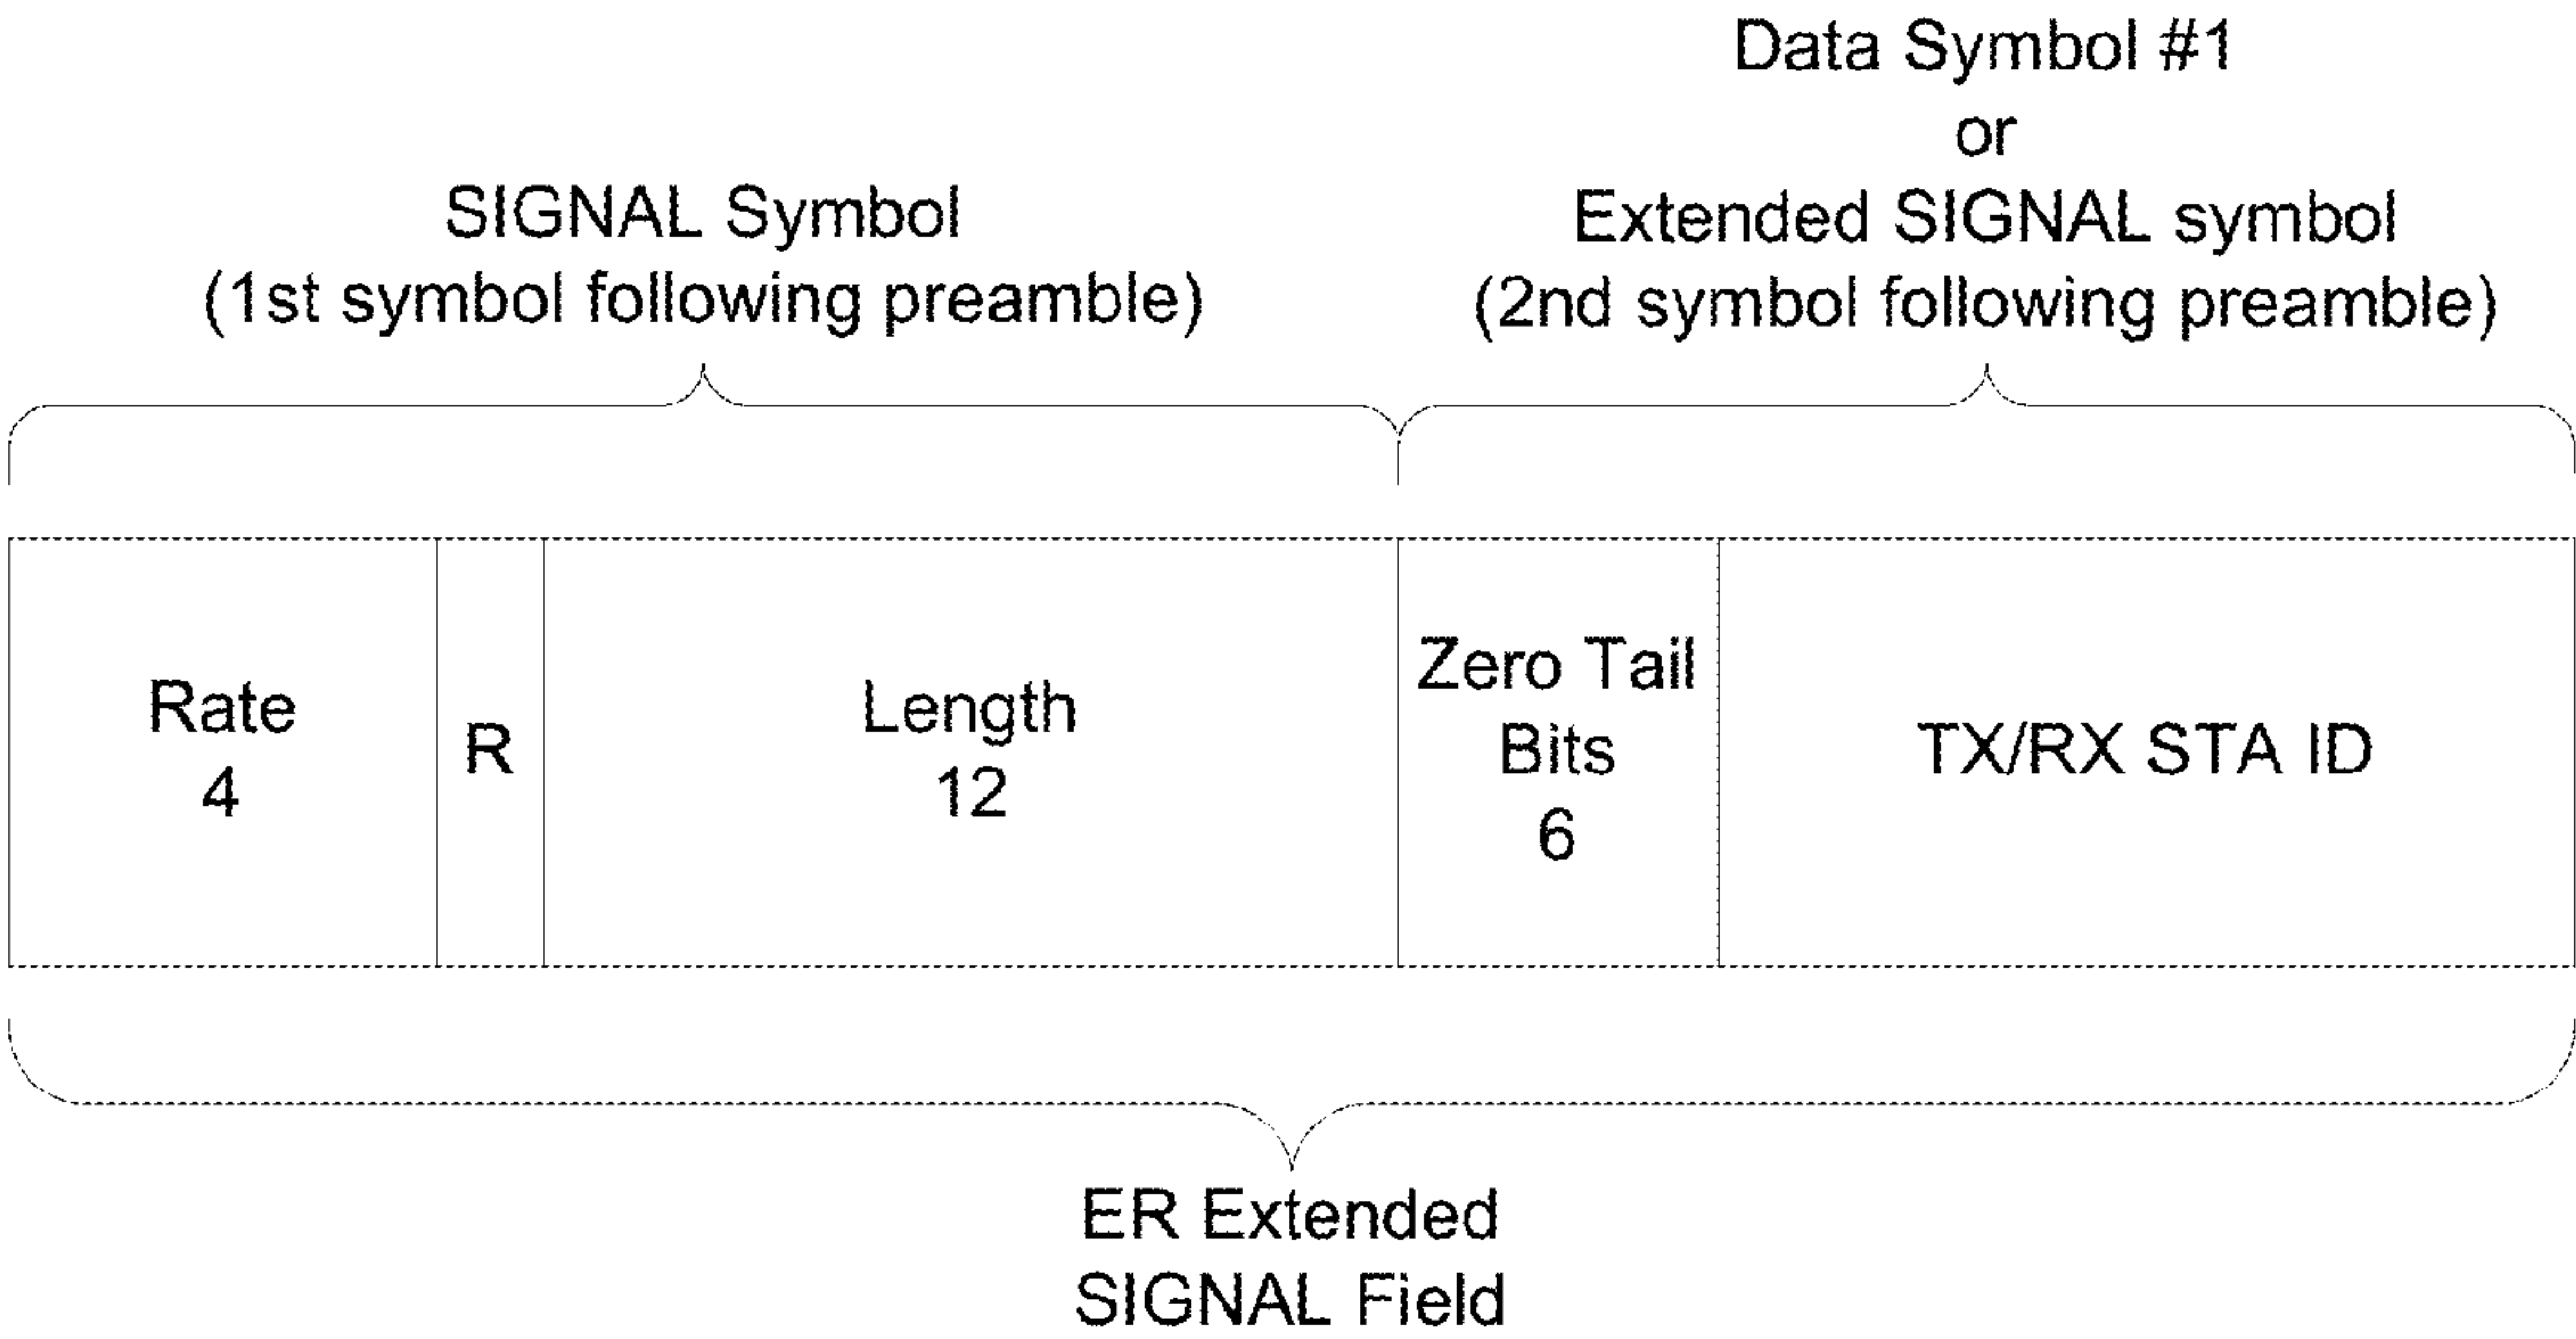 Data Symbol #1
or
Extended SIGNAL symbol
(2nd symbol following preamble)
SIGNAL Symbol
(1st symbol following preamble)
Rate
4
R
Length
12
Zero Tail
Bits
6
TX/RX STA ID
ER Extended
SIGNAL Field